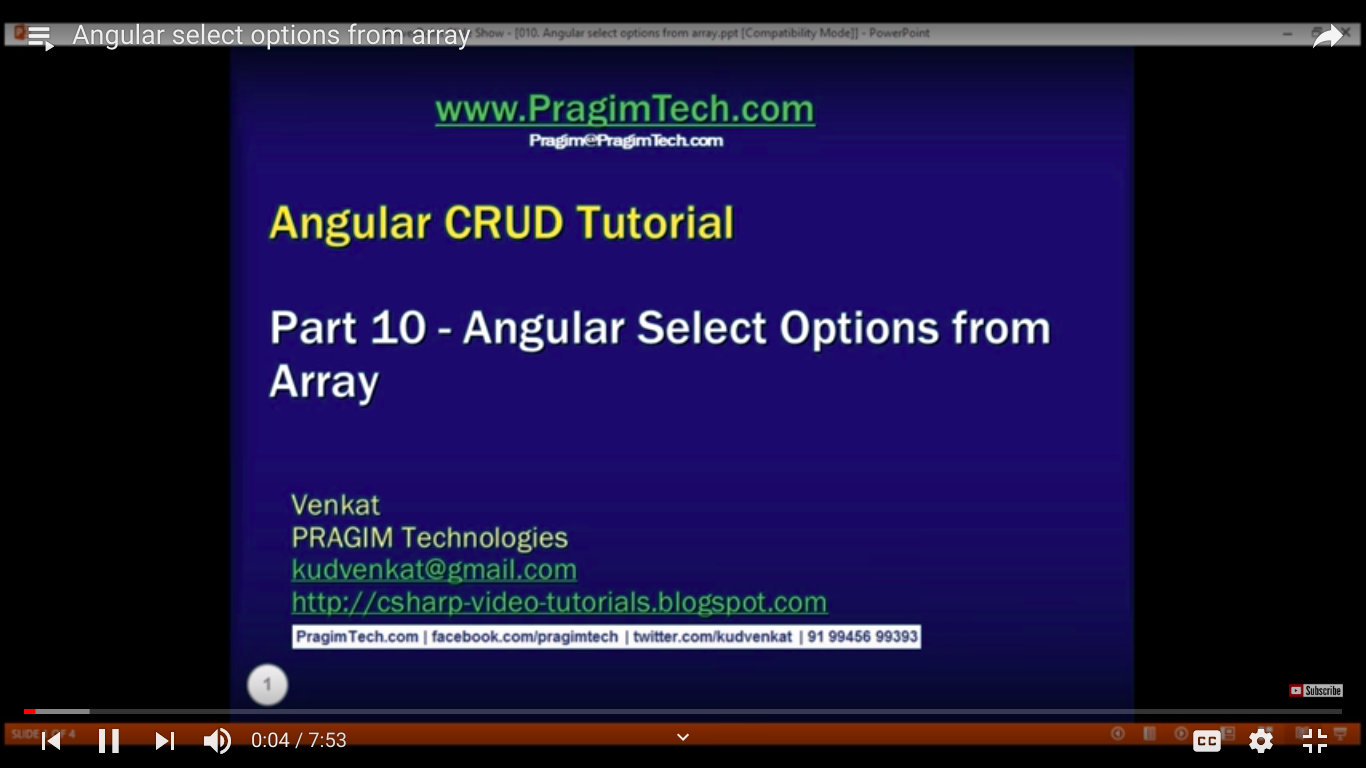 Angular select options from array
Show - [010. Angular select options from array.ppt [Compatibility Mode]] - PowerPoint
www.PragimTech.com
Pragim@PragimTech.com
Angular CRUD Tutorial
Part 10 - Angular Select Options from
Array
Venkat
PRAGIM Technologies
kudvenkat@gmail.com
http://csharp-video-tutorials.blogspot.com
PragimTech.com | facebook.com/pragimtech | twitter.com/kudvenkat | 91 99456 99393
1
Subscribe
SLIDE OF 4
0:04 / 7:53
CC